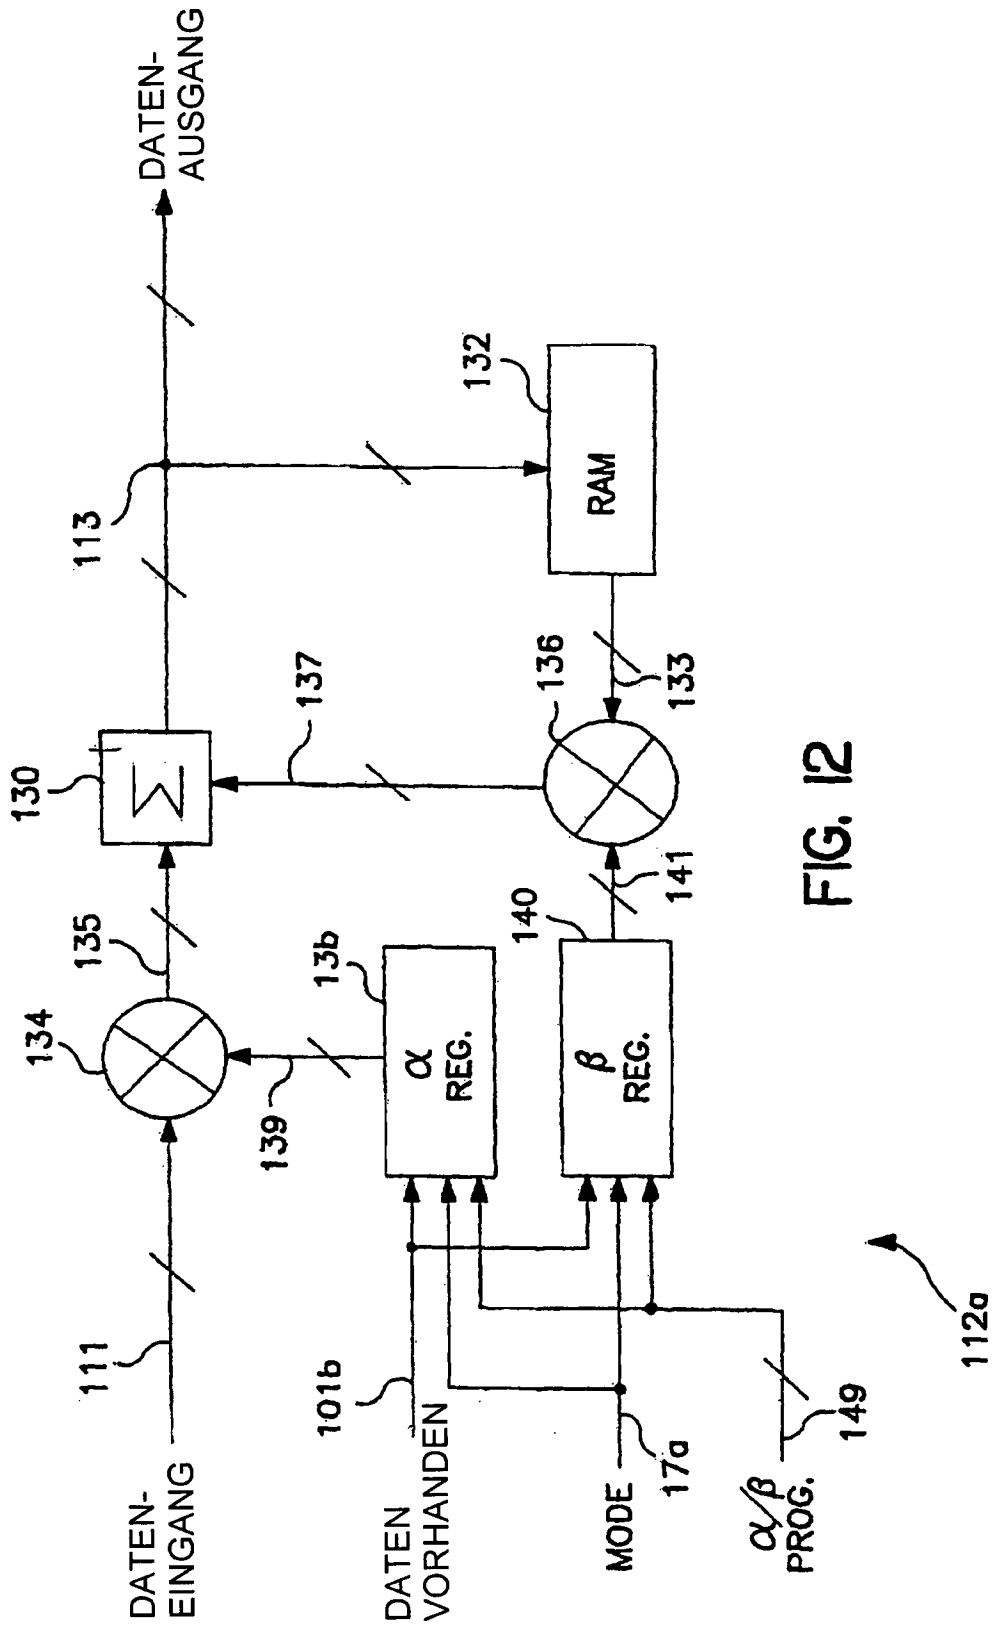 DATEN-
EINGANG
111
134
135
130
113
DATEN-
AUSGANG
139
13b
α
REG.
137
132
RAM
136
133
140
141
β
REG.
DATEN
VORHANDEN
101b
MODE
17a
α/β
PROG.
149
112a
Σ
FIG. 12